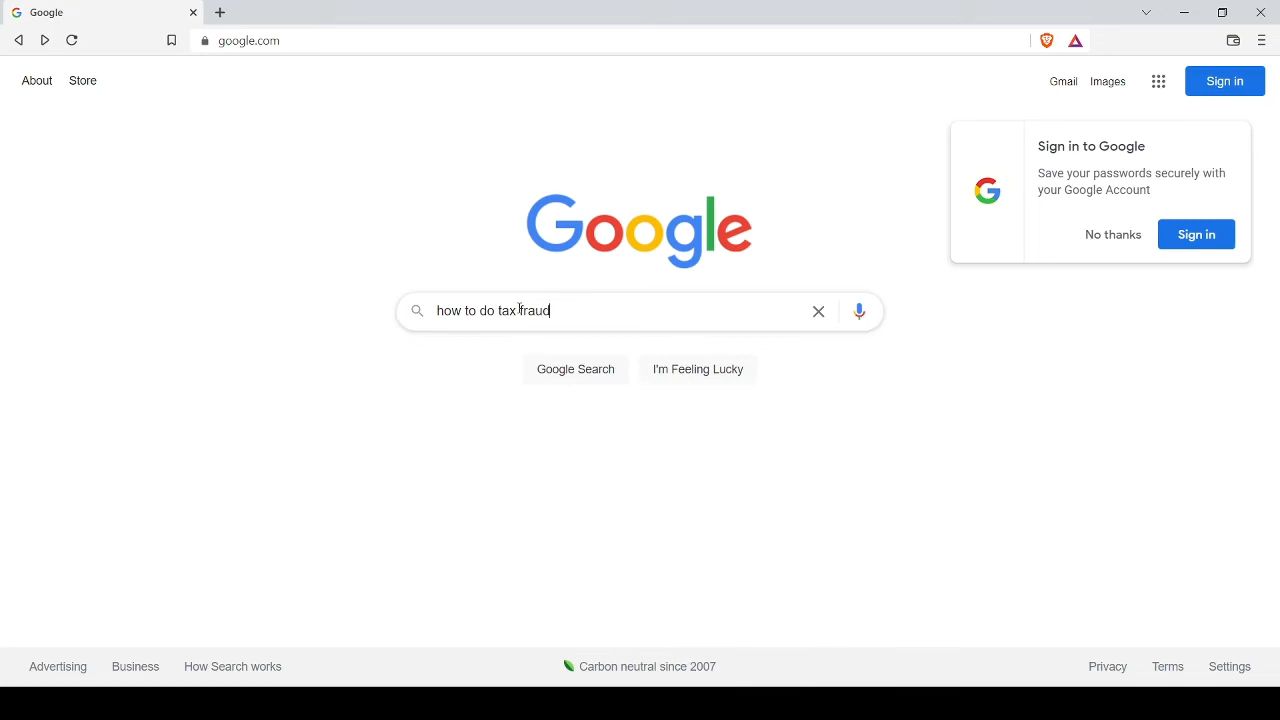 Google
google.com
About Store
Gmail Images Sign in
Sign in to Google
Save your passwords securely with
your Google Account
No thanks Sign in
Google
how to do tax fraud
Google Search I'm Feeling Lucky
Advertising Business How Search works Carbon neutral since 2007 Privacy Terms Settings